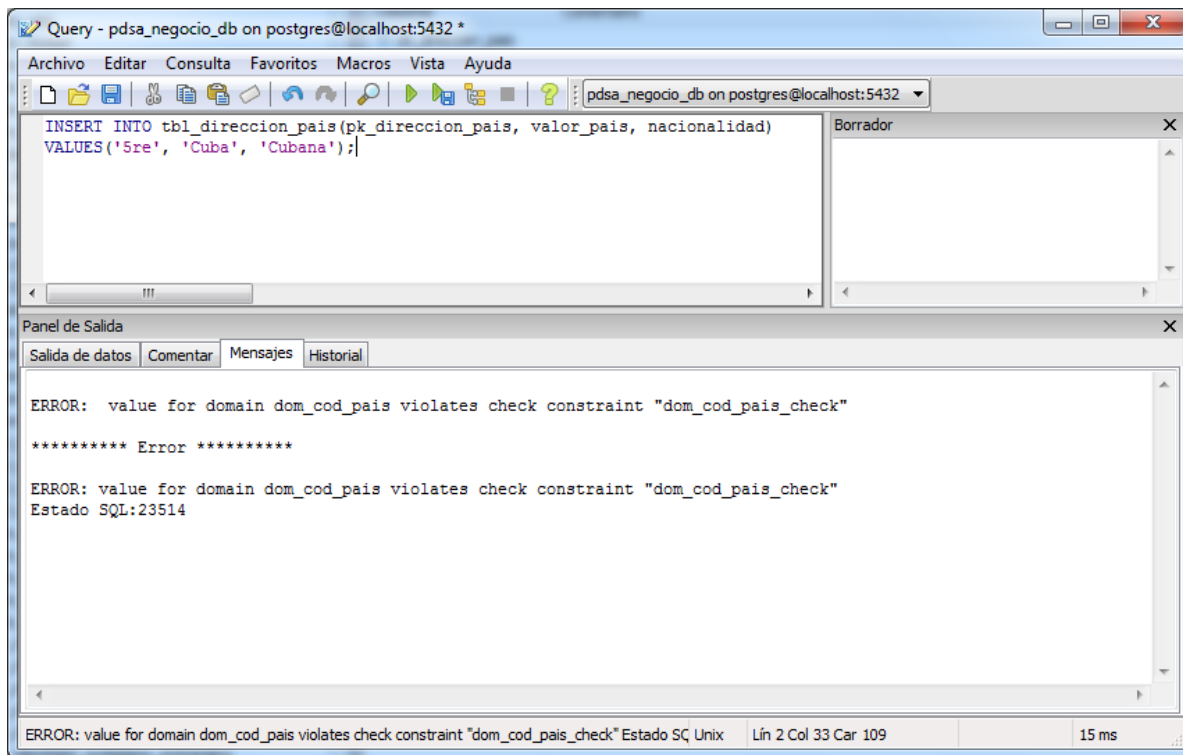 Query - pdsa_negocio_db on postgres@localhost:5432 *
Archivo Editar Consulta Favoritos Macros Vista Ayuda
pdsa_negocio_db on postgres@localhost:5432
INSERT INTO tbl_direccion_pais(pk_direccion_pais, valor_pais, nacionalidad)
VALUES('5re', 'Cuba', 'Cubana');
Borrador
Panel de Salida
Salida de datos Comentar Mensajes Historial
ERROR:  value for domain dom_cod_pais violates check constraint "dom_cod_pais_check"
********** Error **********
ERROR: value for domain dom_cod_pais violates check constraint "dom_cod_pais_check"
Estado SQL:23514
ERROR: value for domain dom_cod_pais violates check constraint "dom_cod_pais_check" Estado SQ Unix Lín 2 Col 33 Car 109 15 ms